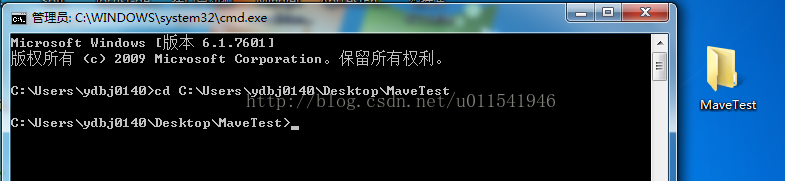 管理员: C:\WINDOWS\system32\cmd.exe
Microsoft Windows [版本 6.1.7601]
版权所有 (c) 2009 Microsoft Corporation。保留所有权利。
C:\Users\ydbj0140>cd C:\Users\ydbj0140\Desktop\MaveTest
http://blog.csdn.net/u011541946
MaveTest
C:\Users\ydbj0140\Desktop\MaveTest>_